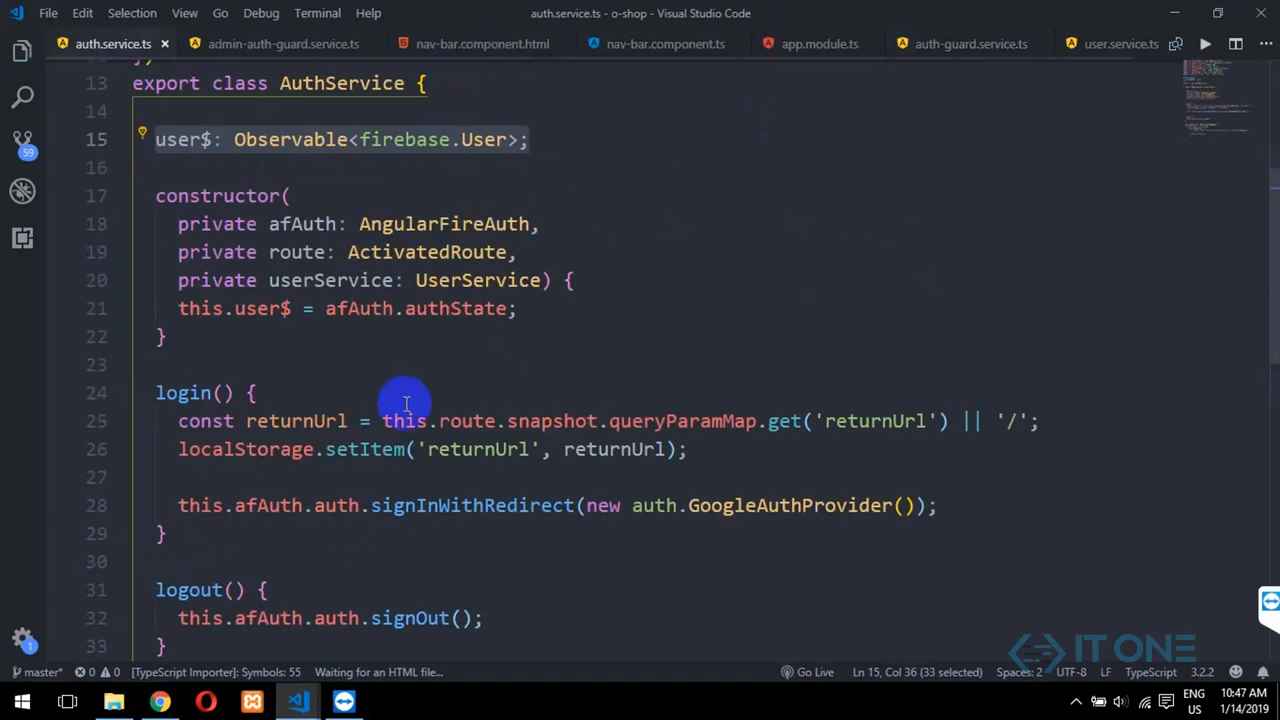 File Edit Selection View Go Debug Terminal Help auth.service.ts - o-shop - Visual Studio Code
auth.service.ts admin-auth-guard.service.ts nav-bar.component.html nav-bar.component.ts app.module.ts auth-guard.service.ts user.service.ts
13 export class AuthService {
14
15 user$: Observable<firebase.User>;
16
17 constructor(
18 private afAuth: AngularFireAuth,
19 private route: ActivatedRoute,
20 private userService: UserService) {
21 this.user$ = afAuth.authState;
22 }
23
24 login() {
25 const returnUrl = this.route.snapshot.queryParamMap.get('returnUrl') || '/';
26 localStorage.setItem('returnUrl', returnUrl);
27
28 this.afAuth.auth.signInWithRedirect(new auth.GoogleAuthProvider());
29 }
30
31 logout() {
32 this.afAuth.auth.signOut();
33 }
59
1
IT ONE
master* 0 0 [TypeScript Importer]: Symbols: 55 Waiting for an HTML file... Go Live Ln 15, Col 36 (33 selected) Spaces: 2 UTF-8 LF TypeScript 3.2.2 2
ENG 10:47 AM
US 1/14/2019